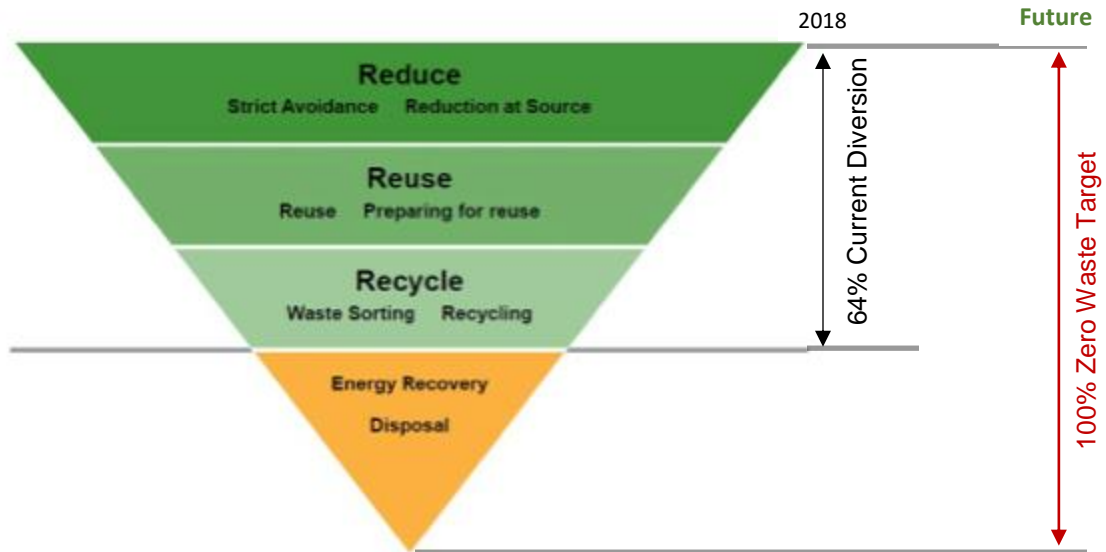 2018
Future
Reduce
Strict Avoidance Reduction at Source
Reuse
Reuse Preparing for reuse
Recycle
Waste Sorting Recycling
Energy Recovery
Disposal
64% Current Diversion
100% Zero Waste Target